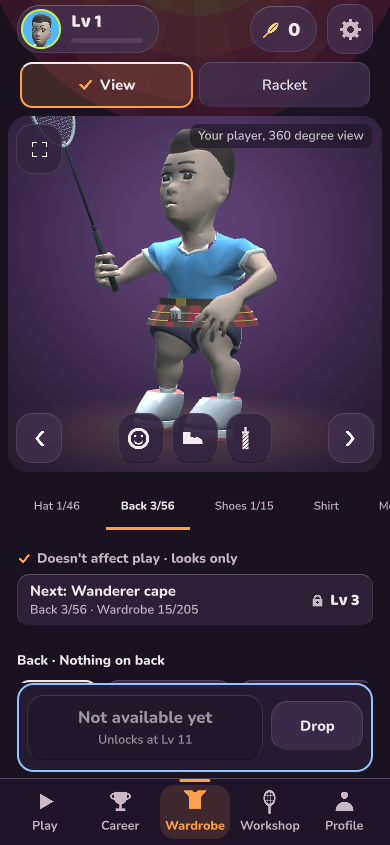 Lv 1
0
View
Racket
Your player, 360 degree view
Hat 1/46
Back 3/56
Shoes 1/15
Shirt
Doesn't affect play · looks only
Next: Wanderer cape
Back 3/56 · Wardrobe 15/205
Lv 3
Back · Nothing on back
Not available yet
Unlocks at Lv 11
Drop
Play
Career
Wardrobe
Workshop
Profile